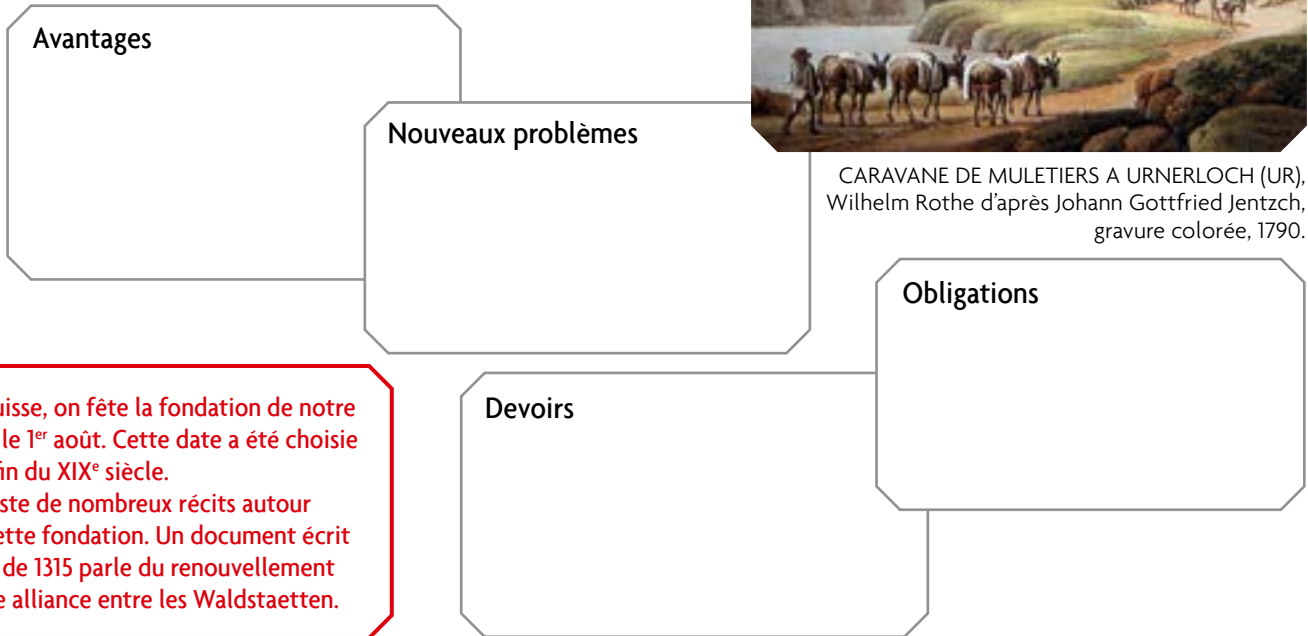 Avantages
Nouveaux problèmes
CARAVANE DE MULETIERS A URNERLOCH (UR),
Wilhelm Rothe d'après Johann Gottfried Jentzch,
gravure colorée, 1790.
Obligations
Devoirs
uisse, on fête la fondation de notre
le 1er août. Cette date a été choisie
fin du XIXe siècle.
iste de nombreux récits autour
ette fondation. Un document écrit
de 1315 parle du renouvellement
e alliance entre les Waldstaetten.